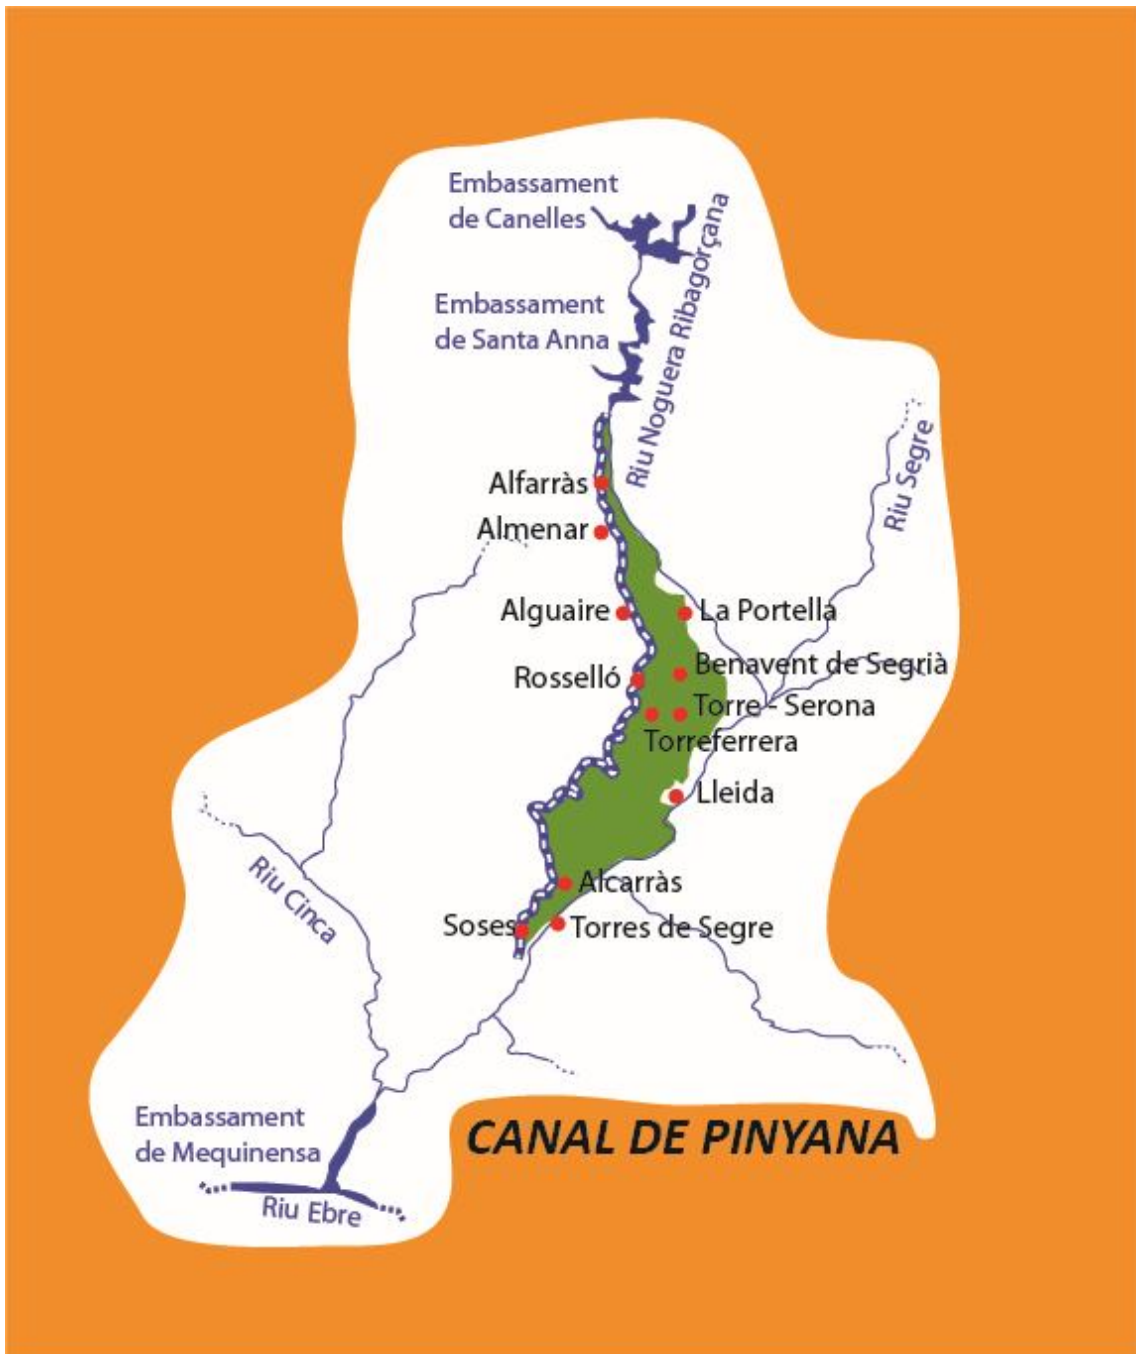 Embassament
de Canelles
Embassament
de Santa Anna
Riu Noguera Ribagorçana
Riu Segre
Alfarràs
Almenar
Alguaire
La Portella
Benavent de Segrià
Rosselló
Torre - Serona
Torreferrera
Lleida
Riu Cinca
Alcarràs
Soses
Torres de Segre
Embassament
de Mequinensa
CANAL DE PINYANA
Riu Ebre